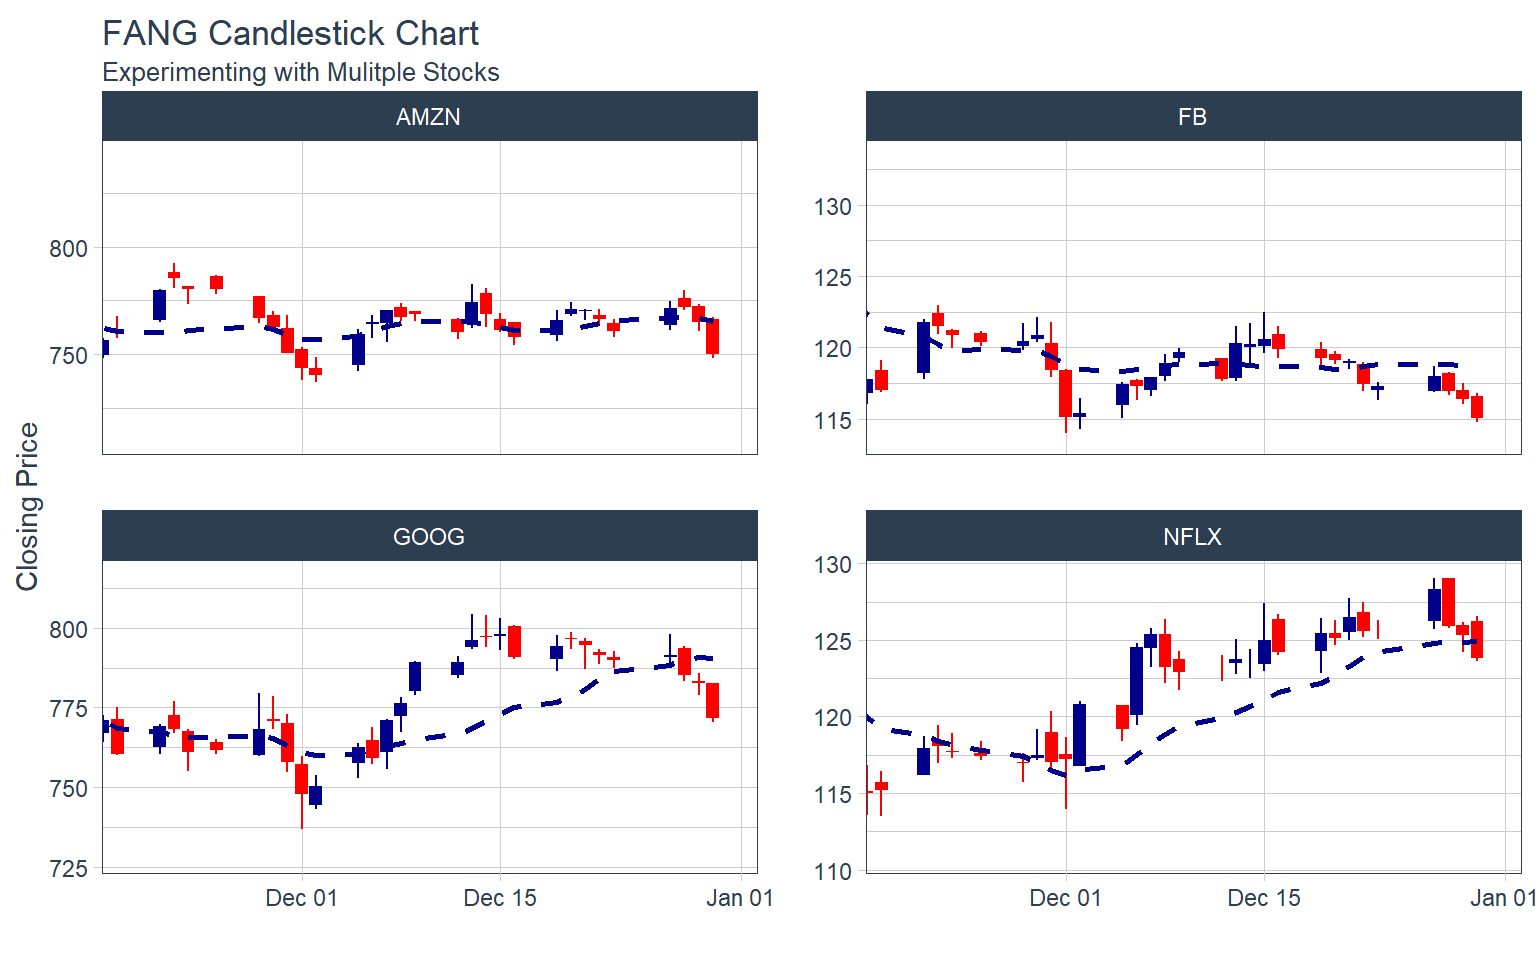 FANG Candlestick Chart
Experimenting with Mulitple Stocks
AMZN
FB
800
750
130
125
120
115
Closing Price
GOOG
NFLX
800
775
750
725
130
125
120
115
110
Dec 01
Dec 15
Jan 01
Dec 01
Dec 15
Jan 01